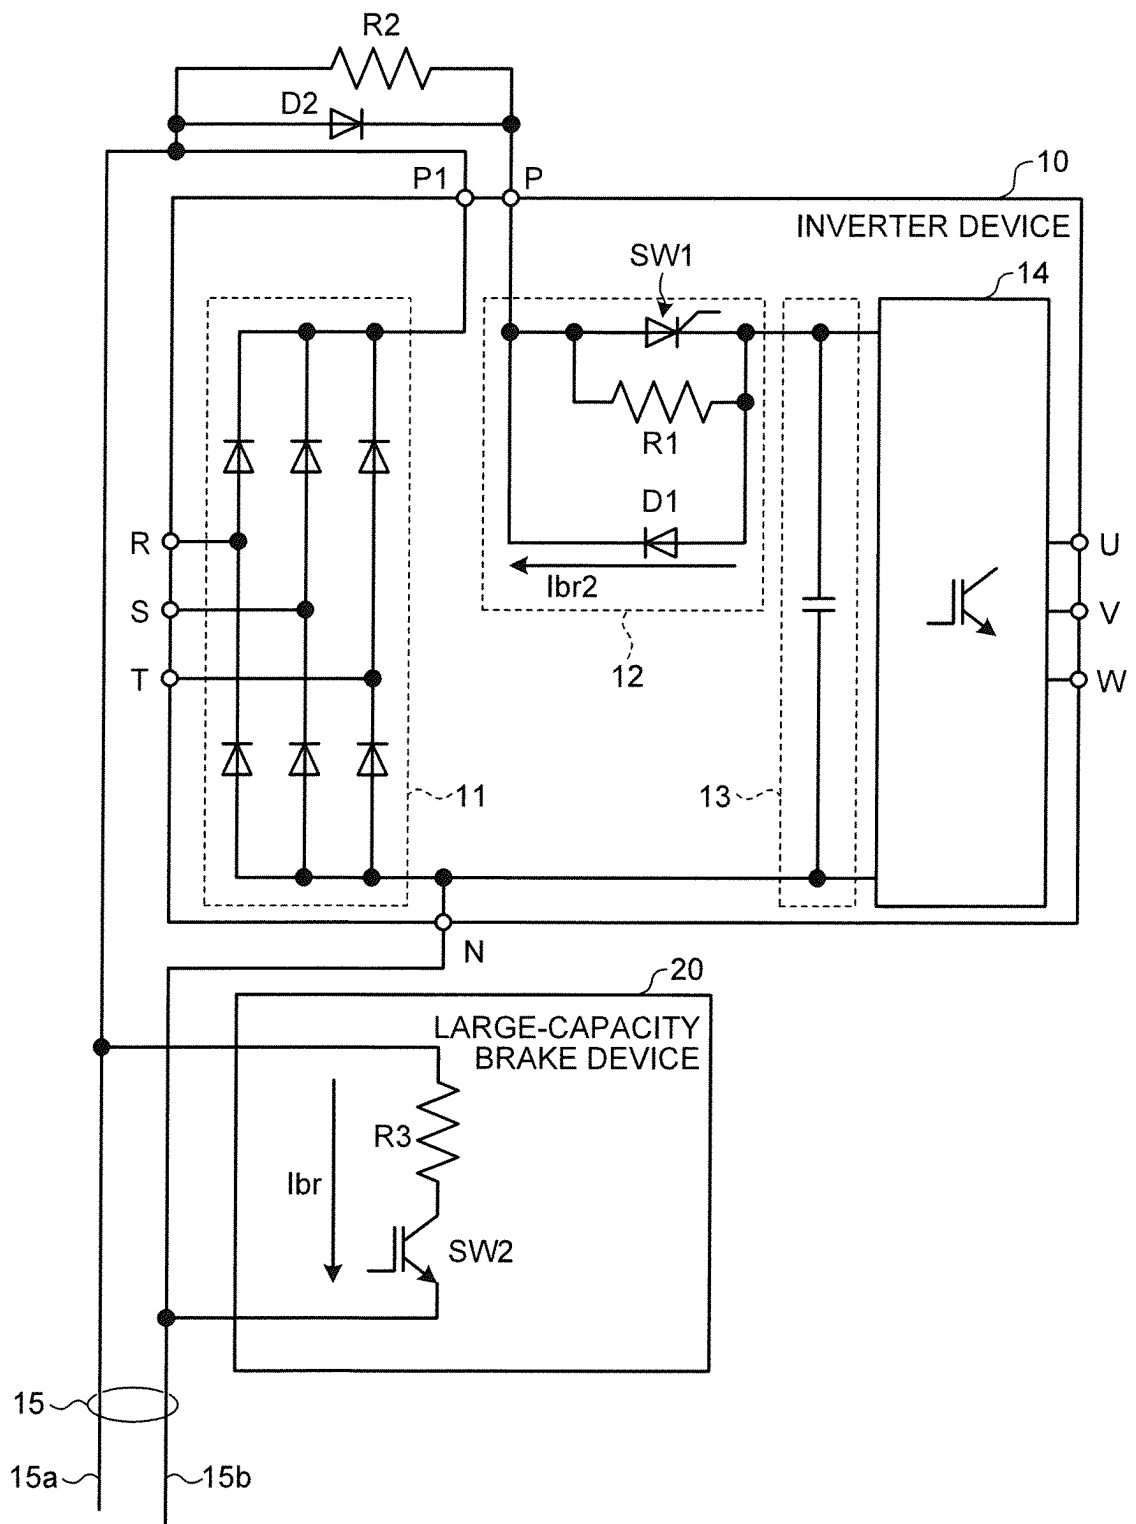 R2
D2
P1
P
10
INVERTER DEVICE
SW1
14
R1
D1
Ibr2
R
S
T
U
V
W
12
11
13
N
20
LARGE-CAPACITY
BRAKE DEVICE
R3
Ibr
SW2
15
15a
15b